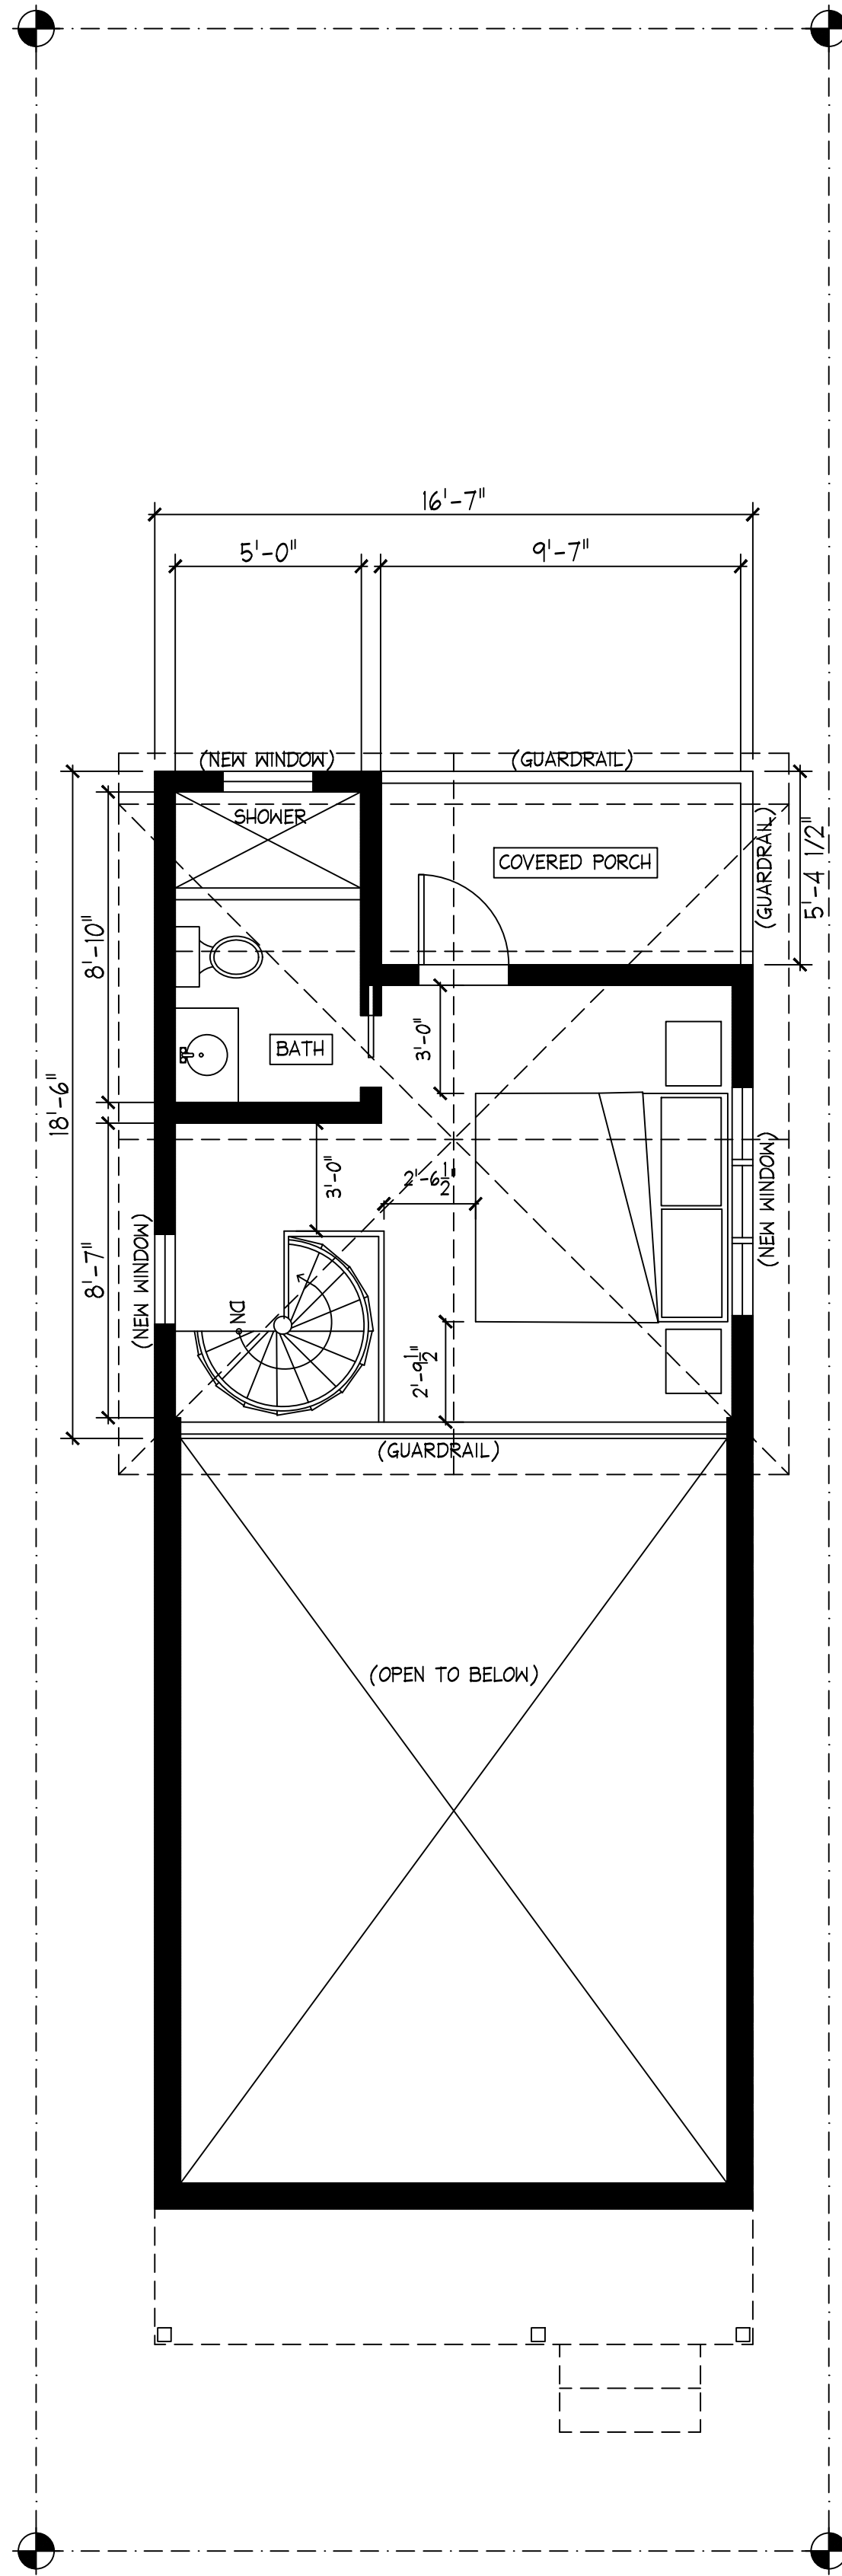 16'-7"
5'-0"
9'-7"
(NEW WINDOW)
(GUARDRAIL)
SHOWER
COVERED PORCH
(GUARDRAIL)
5'-4 1/2"
8'-10"
BATH
3'-0"
18'-6"
3'-0"
2'-6 1/2"
(NEW WINDOW)
(NEW WINDOW)
8'-7"
DN
2'-9 1/2"
(GUARDRAIL)
(OPEN TO BELOW)